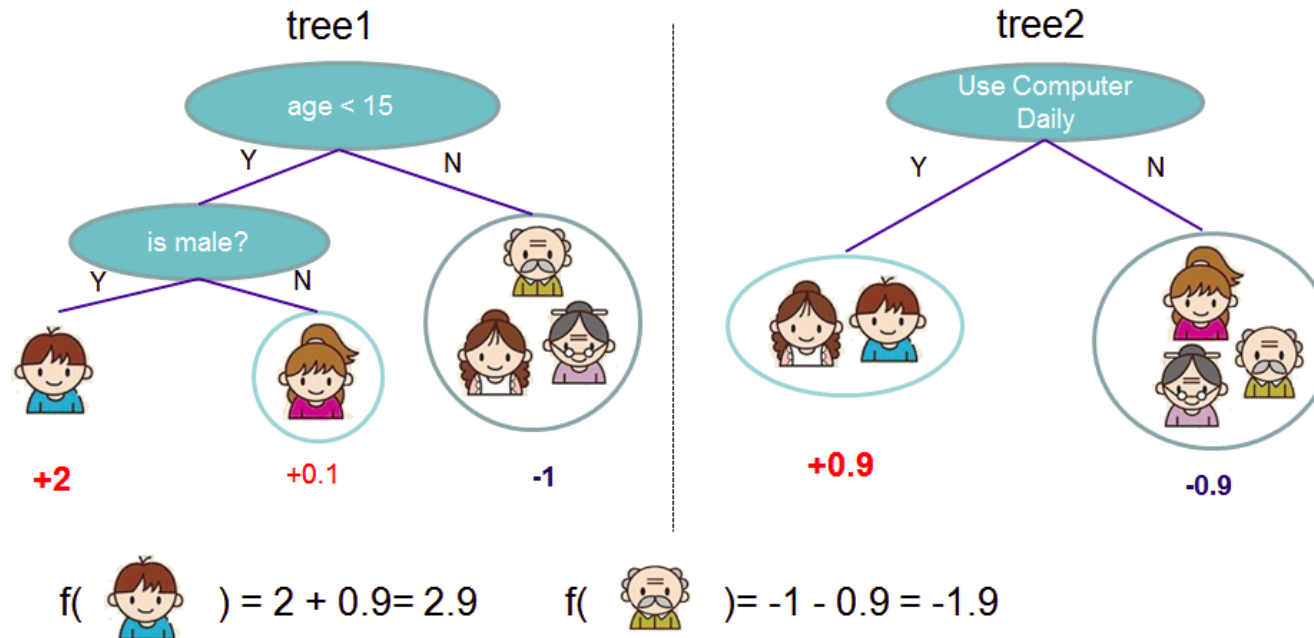 tree1
age < 15
Y
N
is male?
Y
N
+2
+0.1
-1
tree2
Use Computer
Daily
Y
N
+0.9
-0.9
f( ) = 2 + 0.9= 2.9
f( )= -1 - 0.9 = -1.9